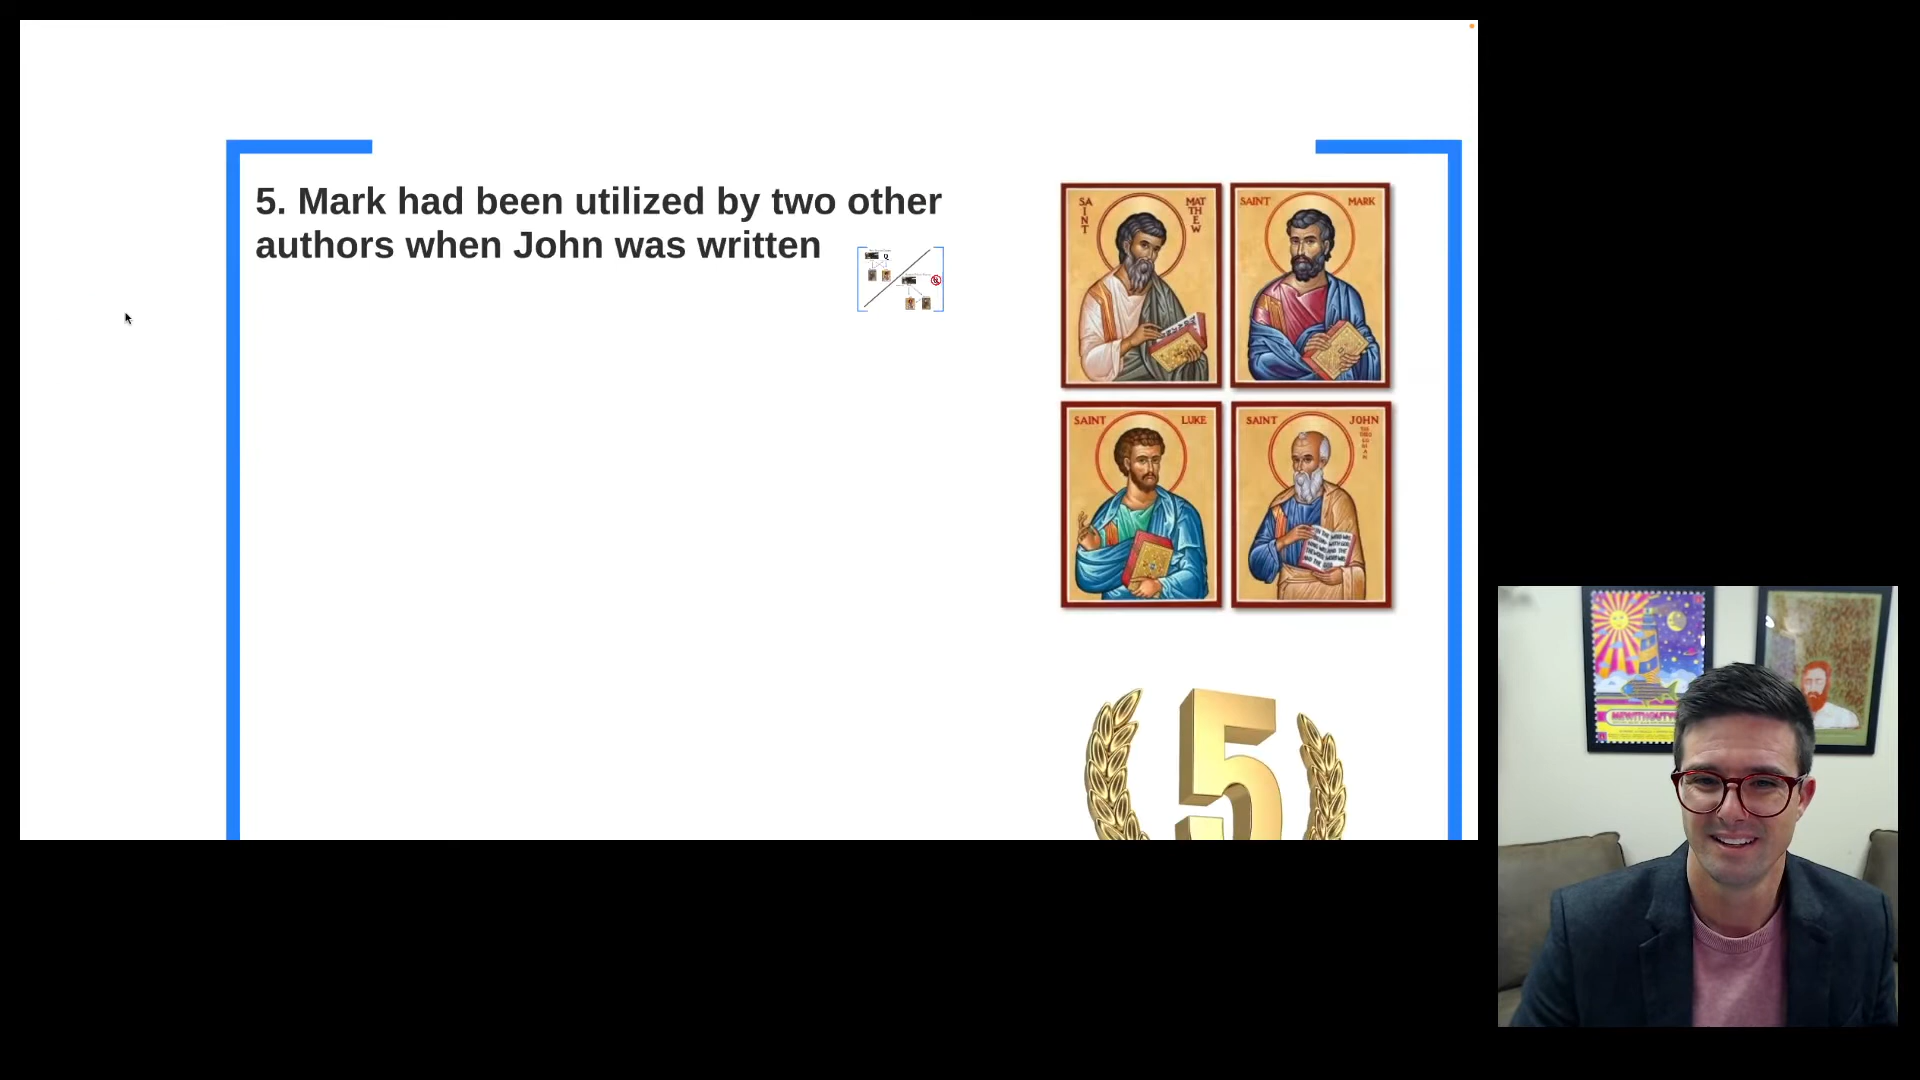 5. Mark had been utilized by two other
authors when John was written
SAINT MATTHEW
SAINT MARK
SAINT LUKE
SAINT JOHN
5
MEWITHOUTYOU